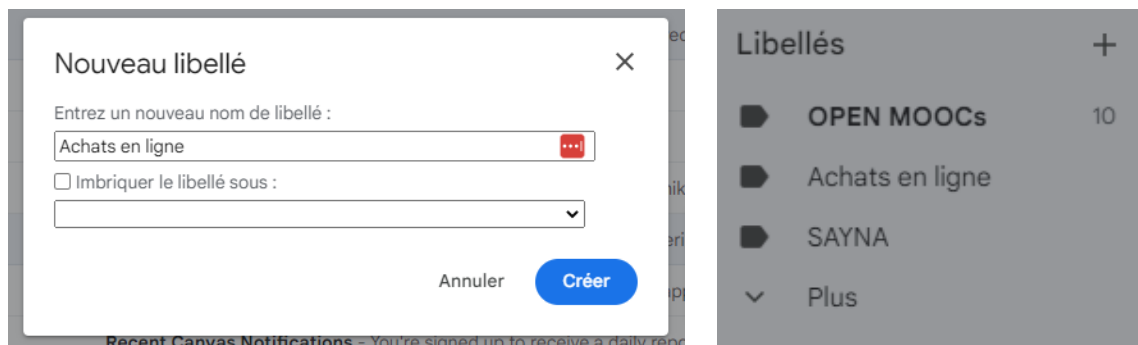 Nouveau libellé
Entrez un nouveau nom de libellé :
Achats en ligne
Imbriquer le libellé sous :
Annuler
Créer
Recent Canvas Notifications - You're signed up to receive a daily repo
Libellés
OPEN MOOCs 10
Achats en ligne
SAYNA
Plus